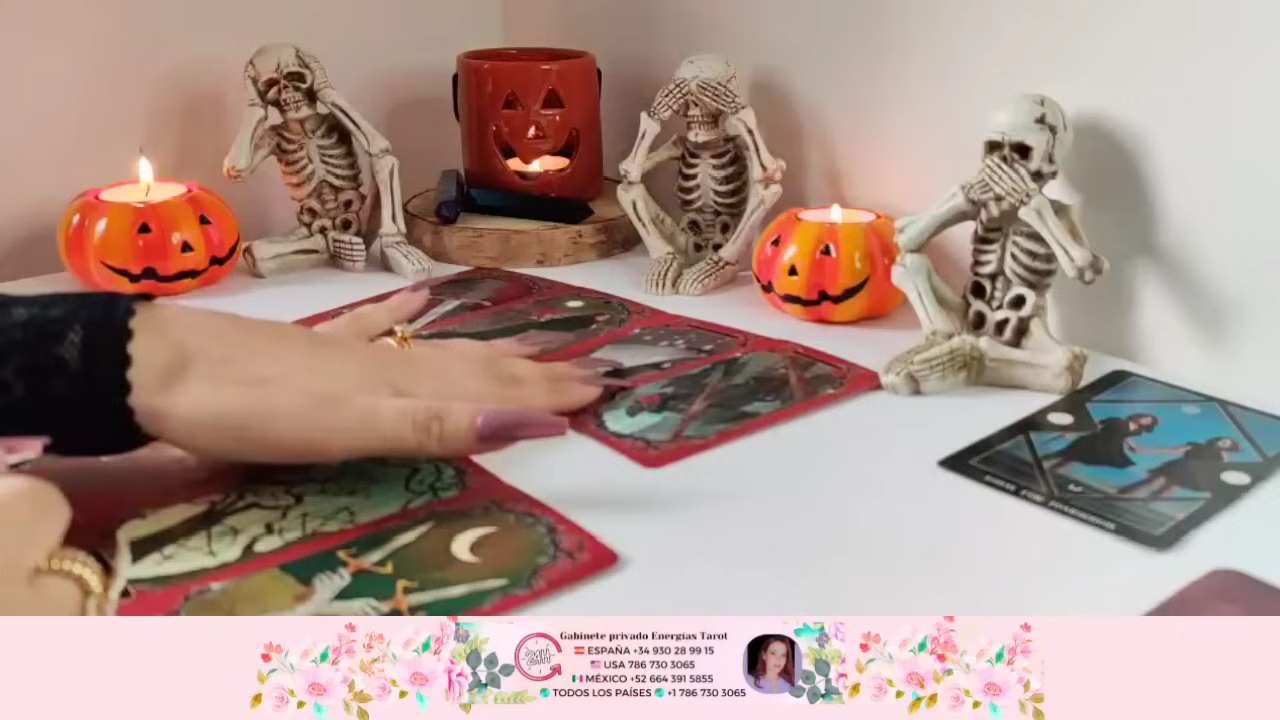 Gabinete privado Energías Tarot
24H
🇪🇸 ESPAÑA +34 930 28 99 15
🇺🇸 USA 786 730 3065
🇲🇽 MÉXICO +52 664 391 5855
🌎 TODOS LOS PAÍSES 🌎 +1 786 730 3065